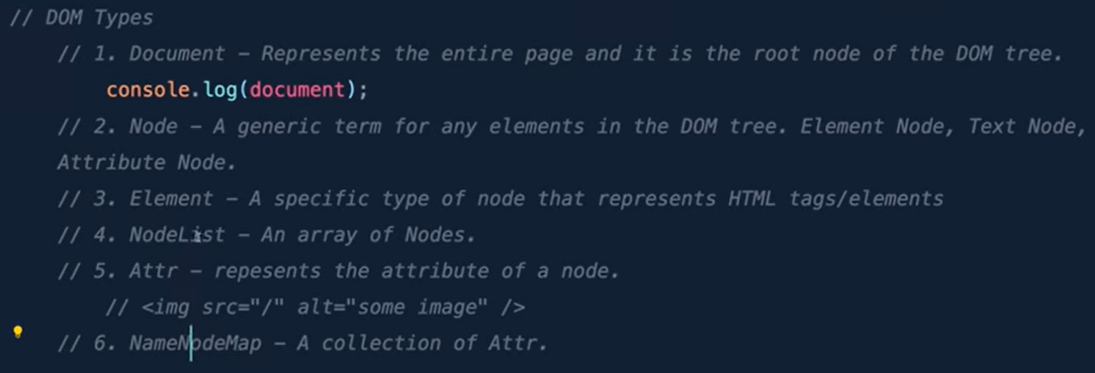 // DOM Types
// 1. Document – Represents the entire page and it is the root node of the DOM tree.
console.log(document);
// 2. Node – A generic term for any elements in the DOM tree. Element Node, Text Node,
Attribute Node.
// 3. Element – A specific type of node that represents HTML tags/elements
// 4. NodeList – An array of Nodes.
// 5. Attr – repesents the attribute of a node.
// <img src="/" alt="some image" />
// 6. NameNodeMap – A collection of Attr.